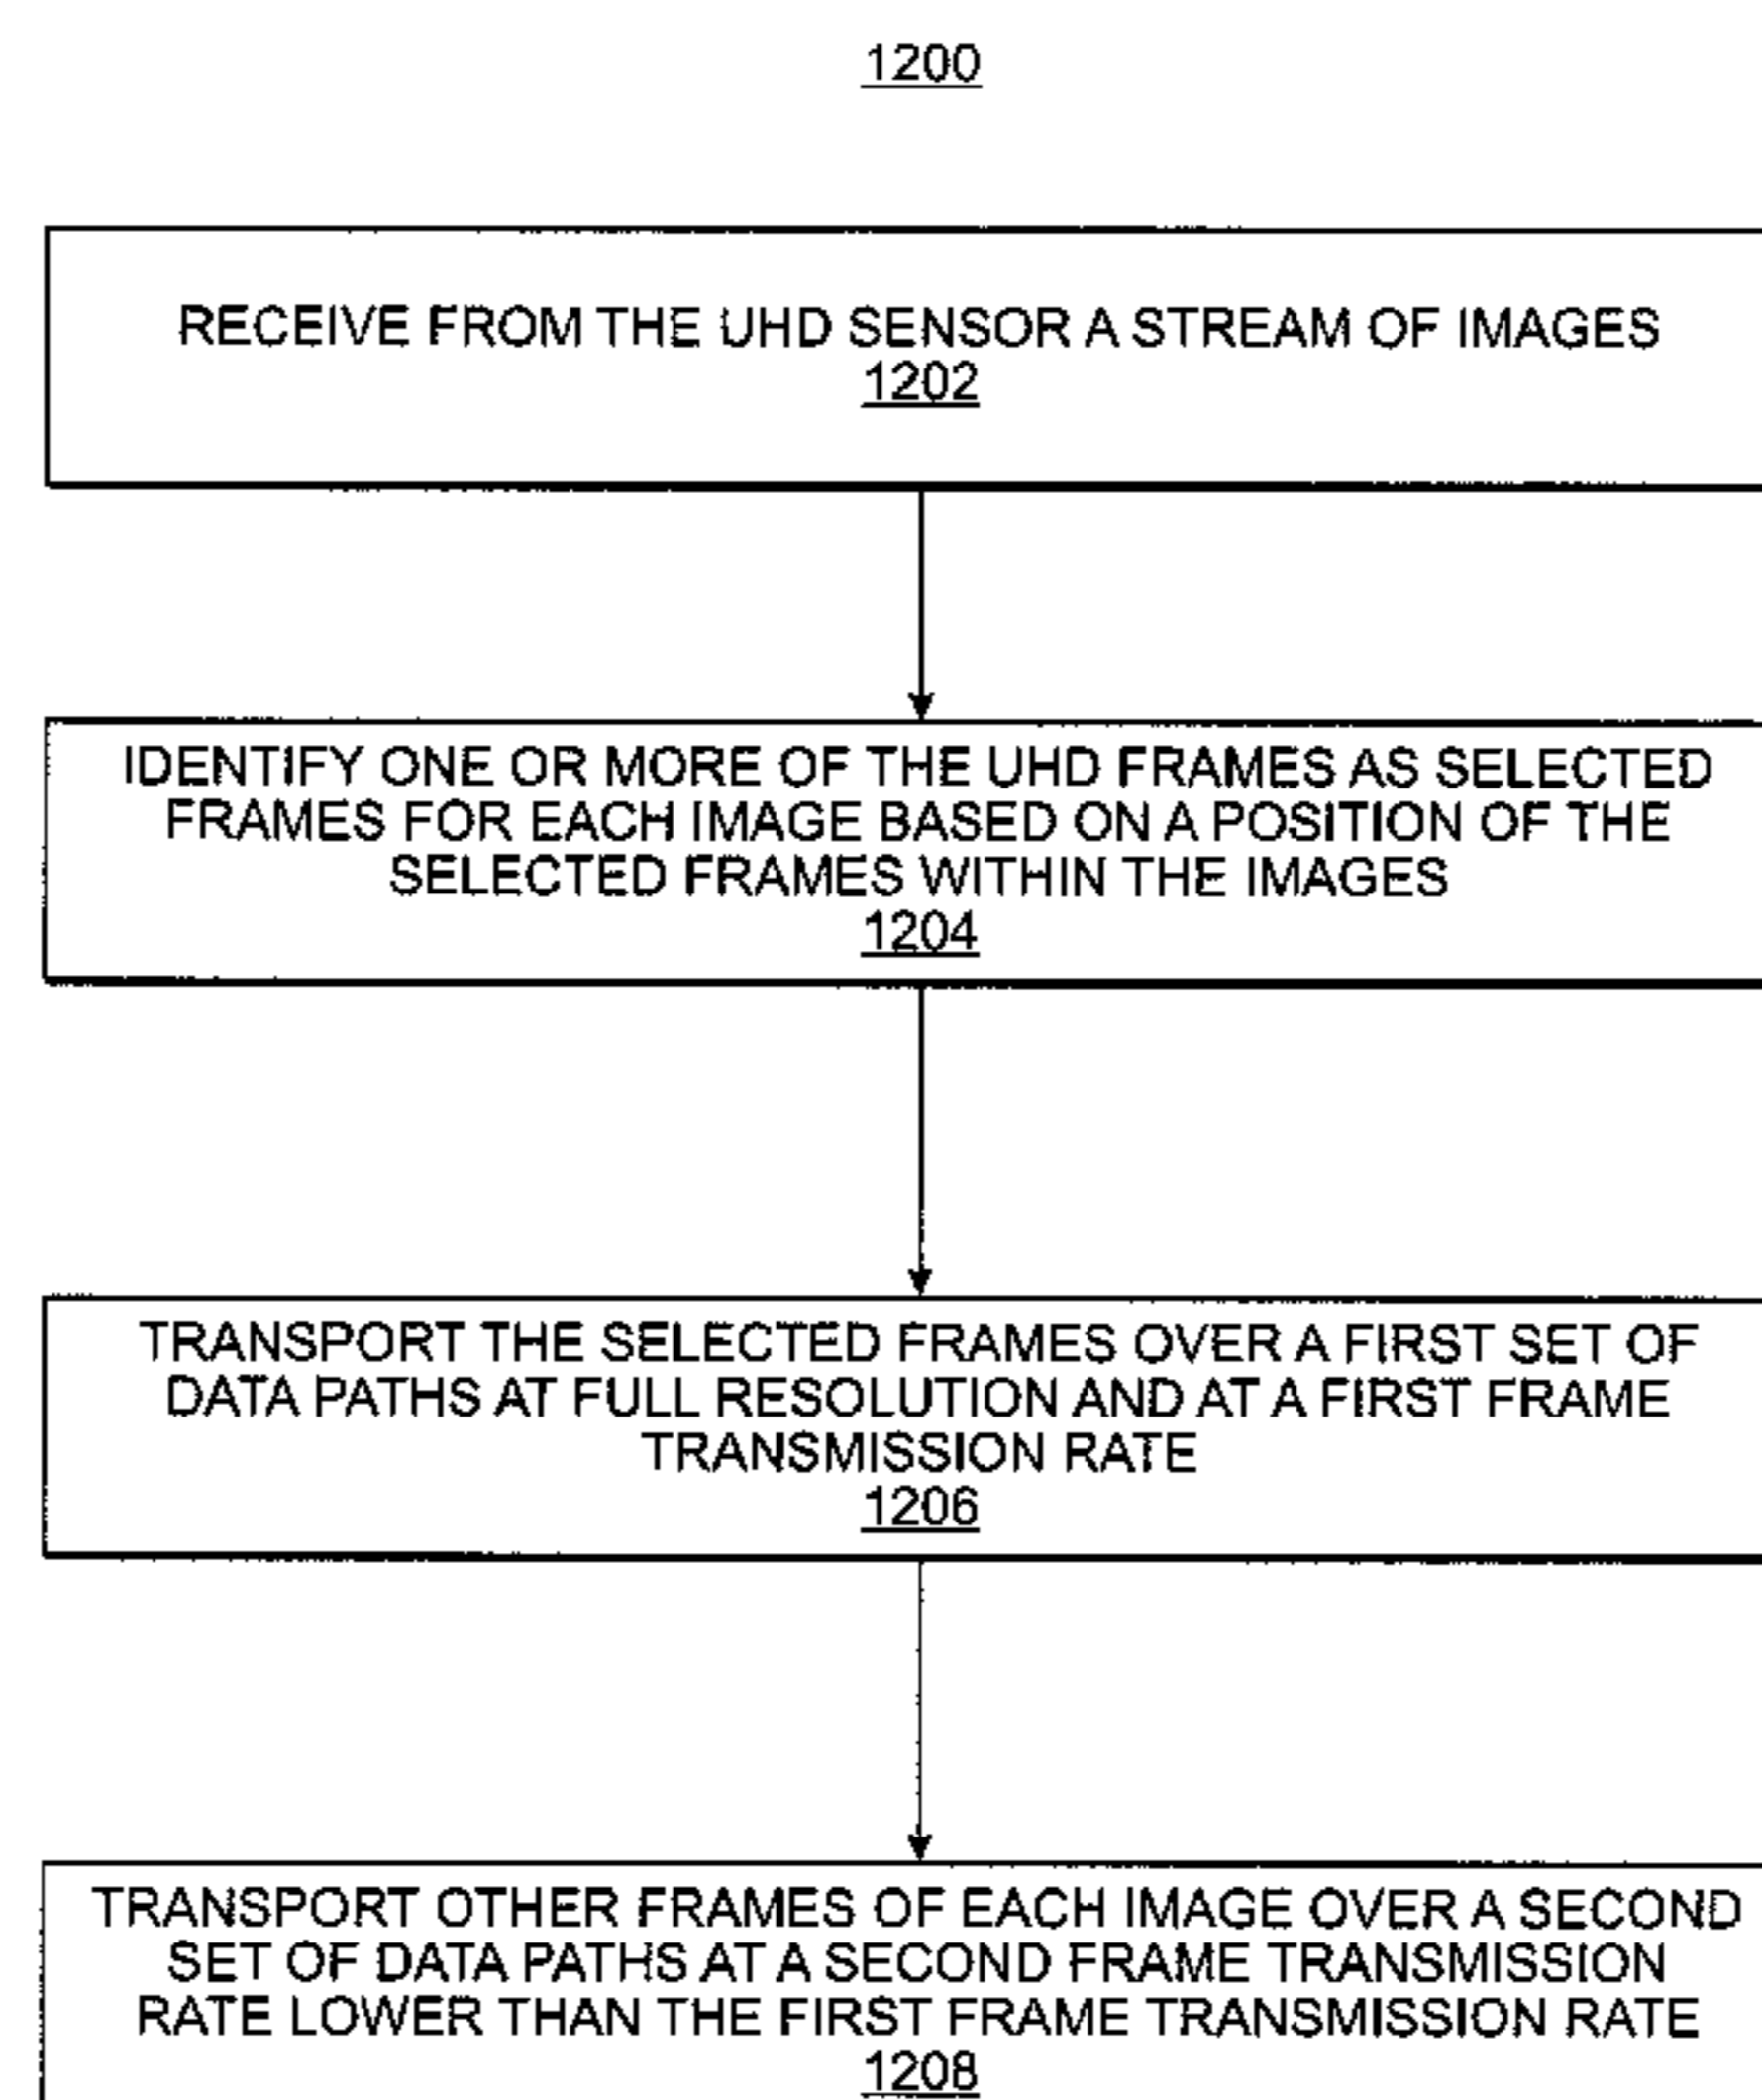 1200
RECEIVE FROM THE UHD SENSOR A STREAM OF IMAGES
1202
IDENTIFY ONE OR MORE OF THE UHD FRAMES AS SELECTED
FRAMES FOR EACH IMAGE BASED ON A POSITION OF THE
SELECTED FRAMES WITHIN THE IMAGES
1204
TRANSPORT THE SELECTED FRAMES OVER A FIRST SET OF
DATA PATHS AT FULL RESOLUTION AND AT A FIRST FRAME
TRANSMISSION RATE
1206
TRANSPORT OTHER FRAMES OF EACH IMAGE OVER A SECOND
SET OF DATA PATHS AT A SECOND FRAME TRANSMISSION
RATE LOWER THAN THE FIRST FRAME TRANSMISSION RATE
1208